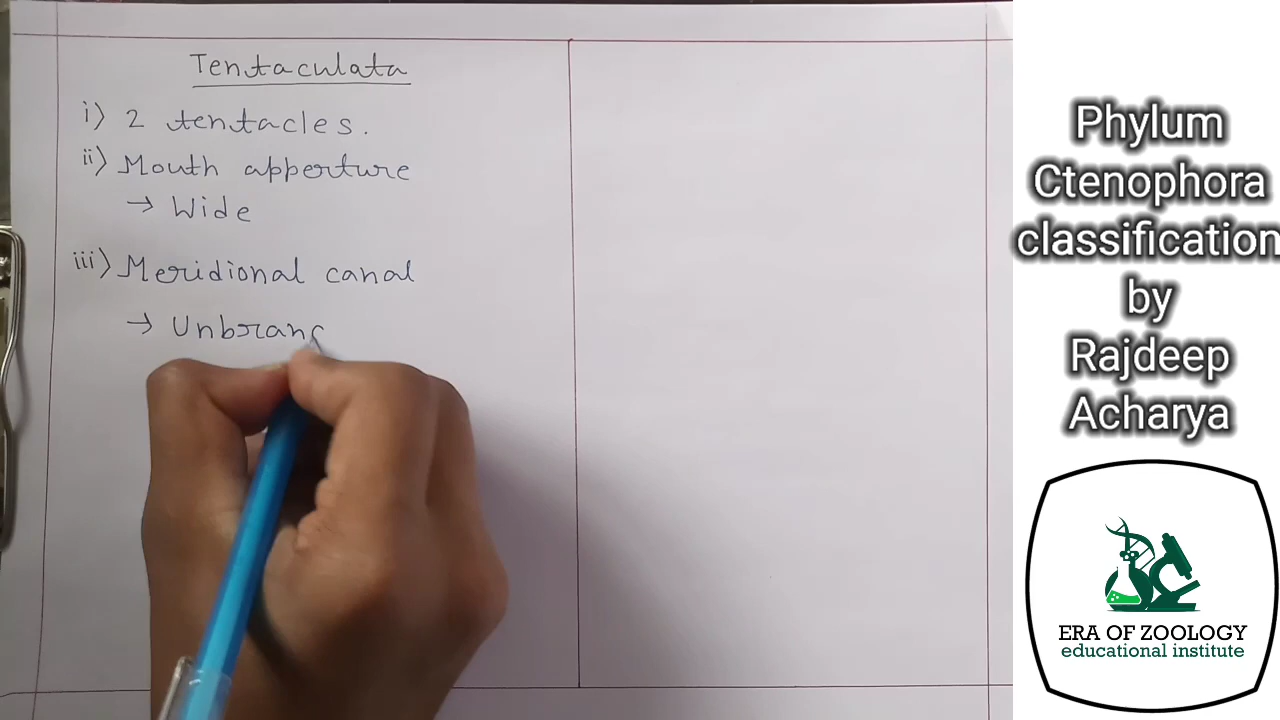 Tentaculata
i) 2 tentacles.
ii) Mouth apperture
→ Wide
iii) Meridional canal
→ Unbranc
Phylum
Ctenophora
classification
by
Rajdeep
Acharya
ERA OF ZOOLOGY
educational institute